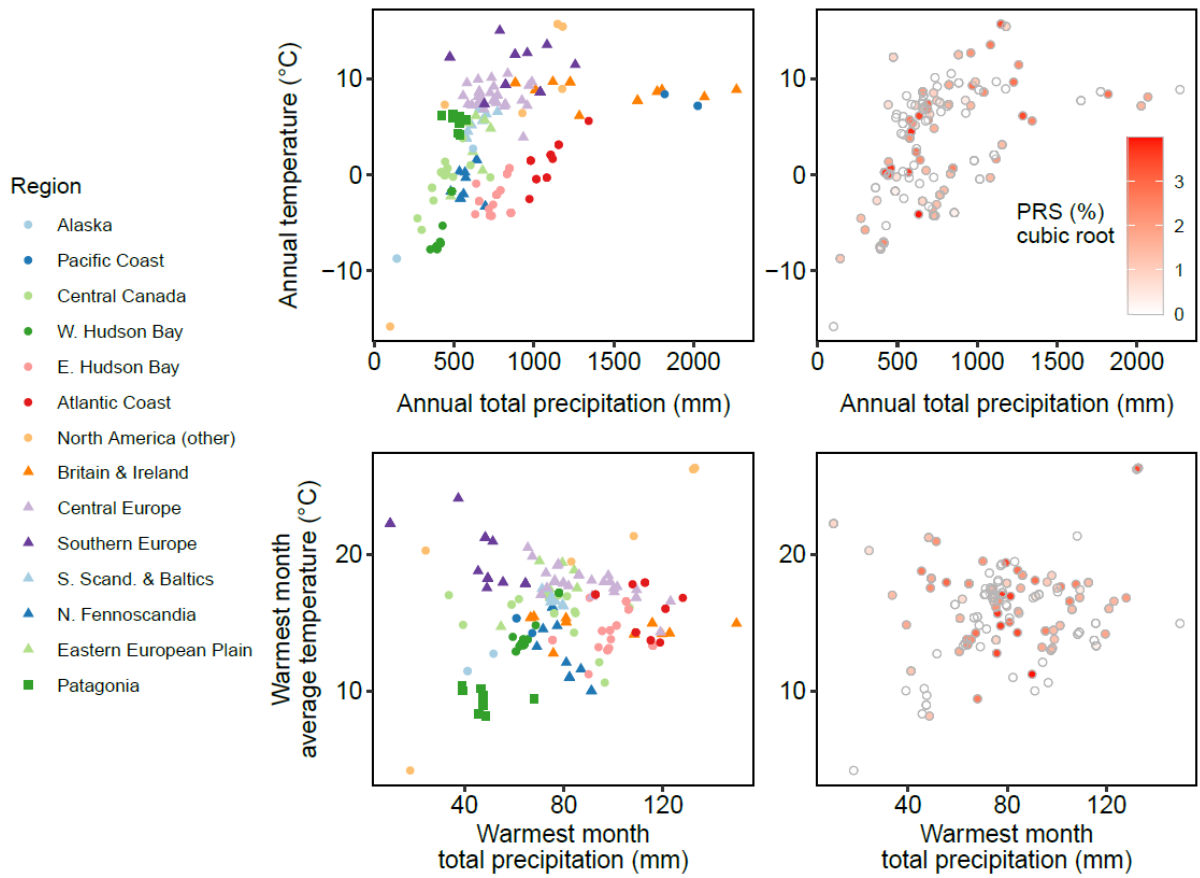 Region
Alaska
Pacific Coast
Central Canada
W. Hudson Bay
E. Hudson Bay
Atlantic Coast
North America (other)
Britain & Ireland
Central Europe
Southern Europe
S. Scand. & Baltics
N. Fennoscandia
Eastern European Plain
Patagonia
Annual temperature (°C)
10
0
−10
0 500 1000 1500 2000
Annual total precipitation (mm)
10
0
−10
0 500 1000 1500 2000
Annual total precipitation (mm)
PRS (%)
cubic root
3
2
1
0
Warmest month
average temperature (°C)
20
10
40 80 120
Warmest month
total precipitation (mm)
20
10
40 80 120
Warmest month
total precipitation (mm)